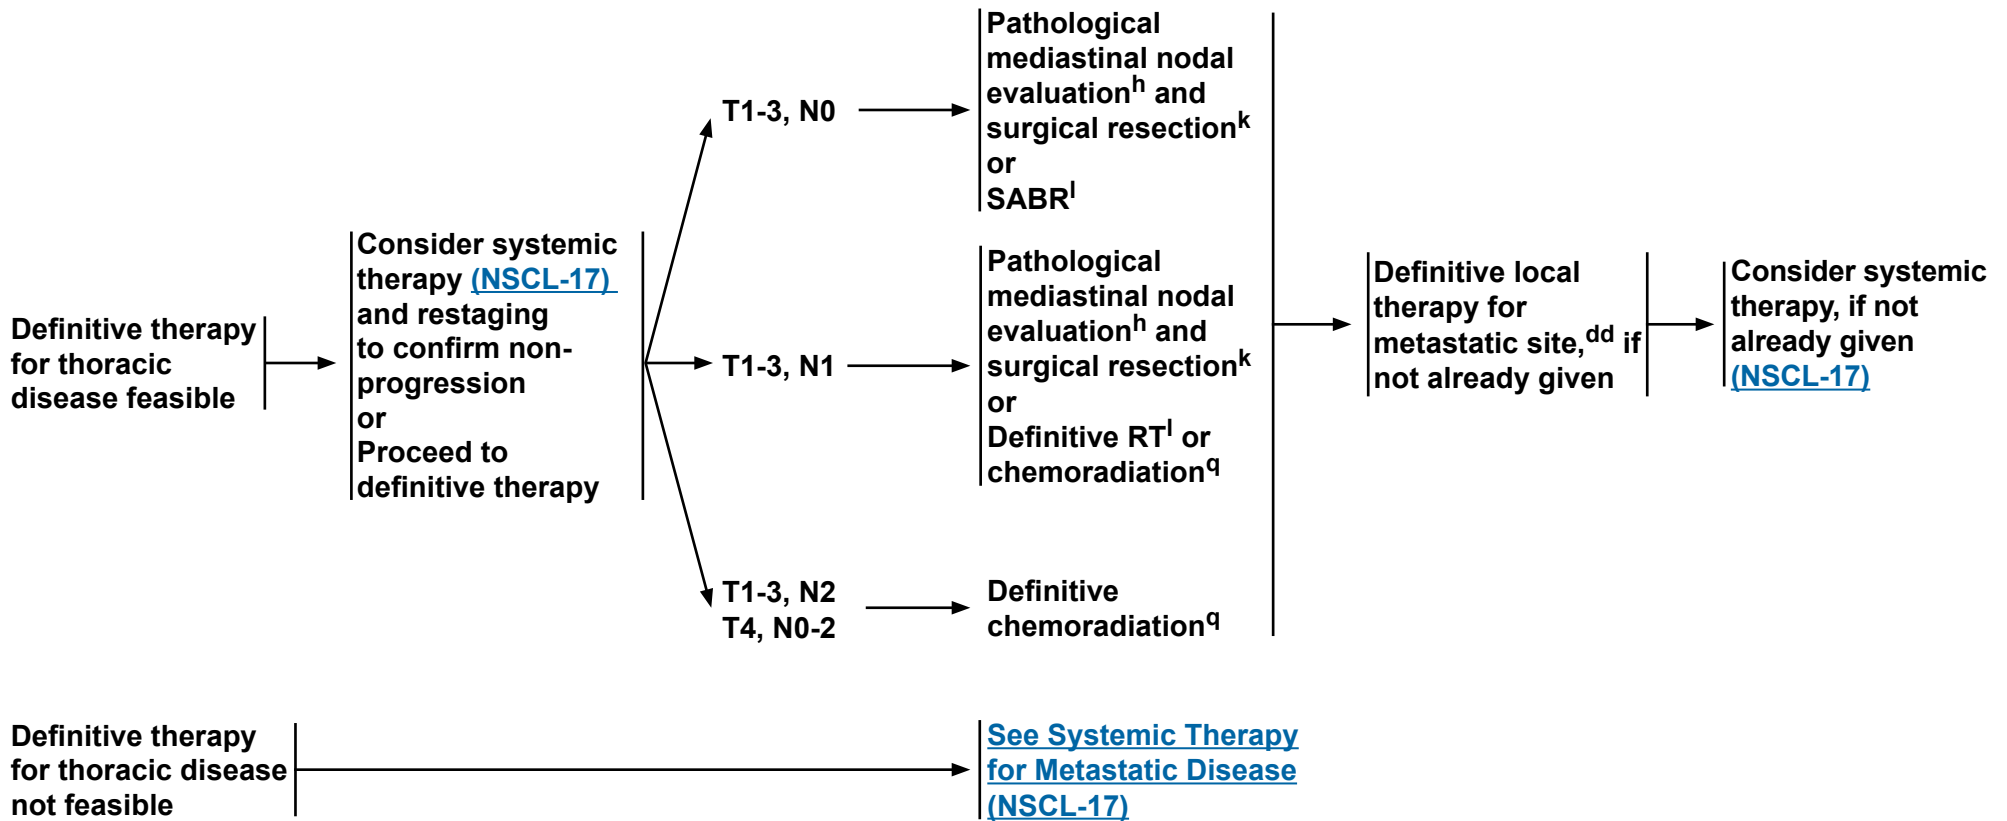 Definitive therapy
for thoracic
disease feasible
Consider systemic
therapy (NSCL-17)
and restaging
to confirm non-
progression
or
Proceed to
definitive therapy
T1-3, N0
Pathological
mediastinal nodal
evaluationh and
surgical resectionk
or
SABRl
T1-3, N1
Pathological
mediastinal nodal
evaluationh and
surgical resectionk
or
Definitive RTl or
chemoradiationq
T1-3, N2
T4, N0-2
Definitive
chemoradiationq
Definitive local
therapy for
metastatic site,dd if
not already given
Consider systemic
therapy, if not
already given
(NSCL-17)
Definitive therapy
for thoracic disease
not feasible
See Systemic Therapy
for Metastatic Disease
(NSCL-17)